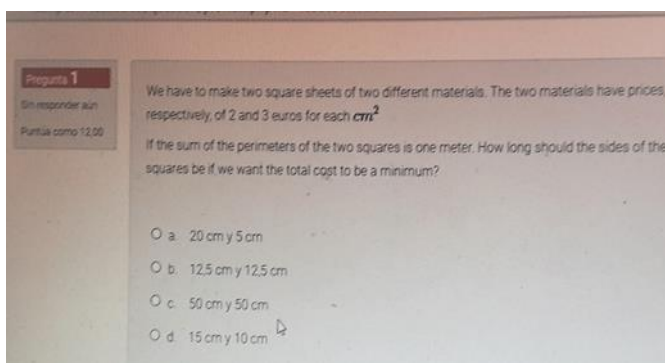 Pregunta 1
Sin responder aún
Puntúa como 12,00
We have to make two square sheets of two different materials. The two materials have prices,
respectively, of 2 and 3 euros for each cm²
If the sum of the perimeters of the two squares is one meter. How long should the sides of the
squares be if we want the total cost to be a minimum?
a. 20 cm y 5 cm
b. 12,5 cm y 12,5 cm
c. 50 cm y 50 cm
d. 15 cm y 10 cm